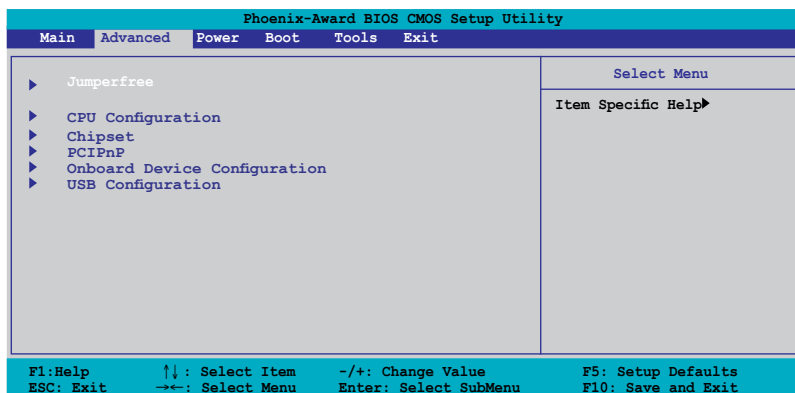 Phoenix-Award BIOS CMOS Setup Utility
Main Advanced Power Boot Tools Exit
Jumperfree
CPU Configuration
Chipset
PCIPnP
Onboard Device Configuration
USB Configuration
Select Menu
Item Specific Help
F1:Help ↑↓: Select Item -/+: Change Value F5: Setup Defaults
ESC: Exit →←: Select Menu Enter: Select SubMenu F10: Save and Exit